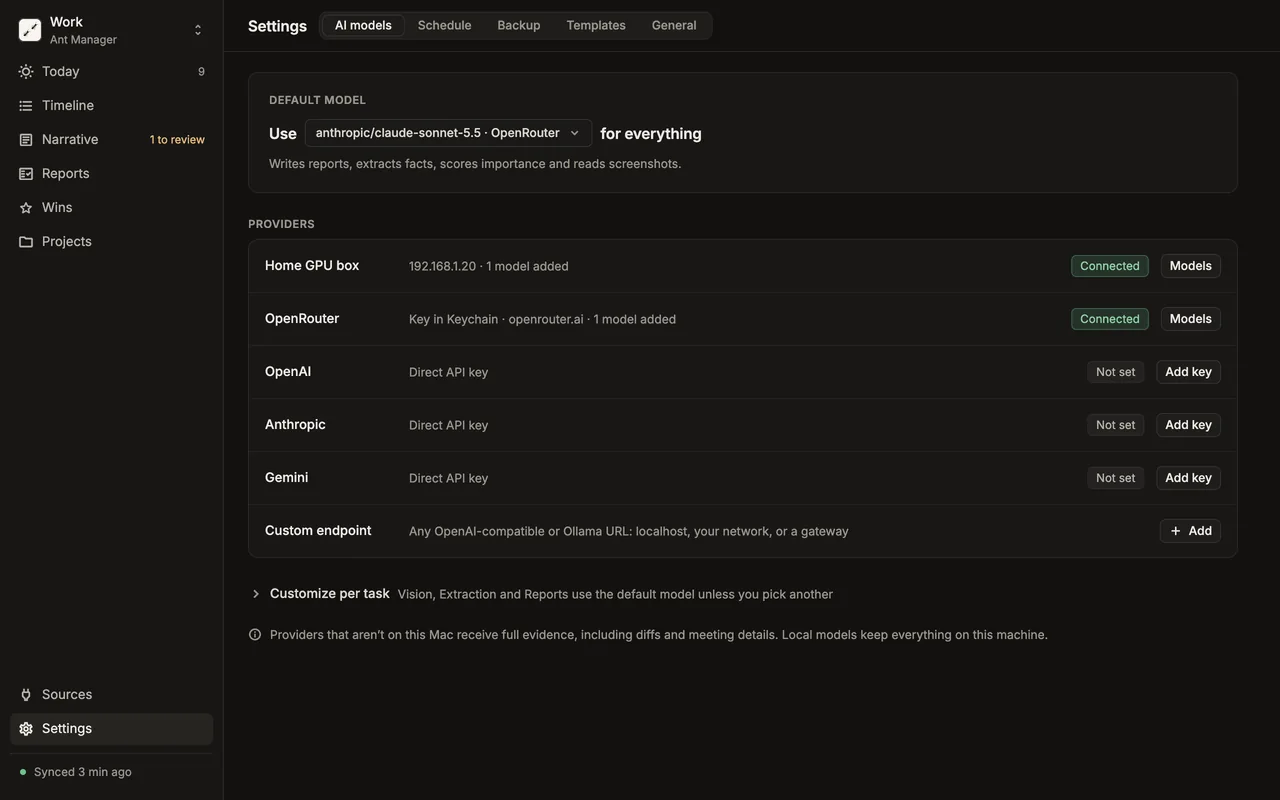 Work
Ant Manager
Today 9
Timeline
Narrative 1 to review
Reports
Wins
Projects
Sources
Settings
Synced 3 min ago
Settings AI models Schedule Backup Templates General
DEFAULT MODEL
Use anthropic/claude-sonnet-5.5 · OpenRouter for everything
Writes reports, extracts facts, scores importance and reads screenshots.
PROVIDERS
Home GPU box 192.168.1.20 · 1 model added Connected Models
OpenRouter Key in Keychain · openrouter.ai · 1 model added Connected Models
OpenAI Direct API key Not set Add key
Anthropic Direct API key Not set Add key
Gemini Direct API key Not set Add key
Custom endpoint Any OpenAI-compatible or Ollama URL: localhost, your network, or a gateway + Add
Customize per task Vision, Extraction and Reports use the default model unless you pick another
Providers that aren’t on this Mac receive full evidence, including diffs and meeting details. Local models keep everything on this machine.